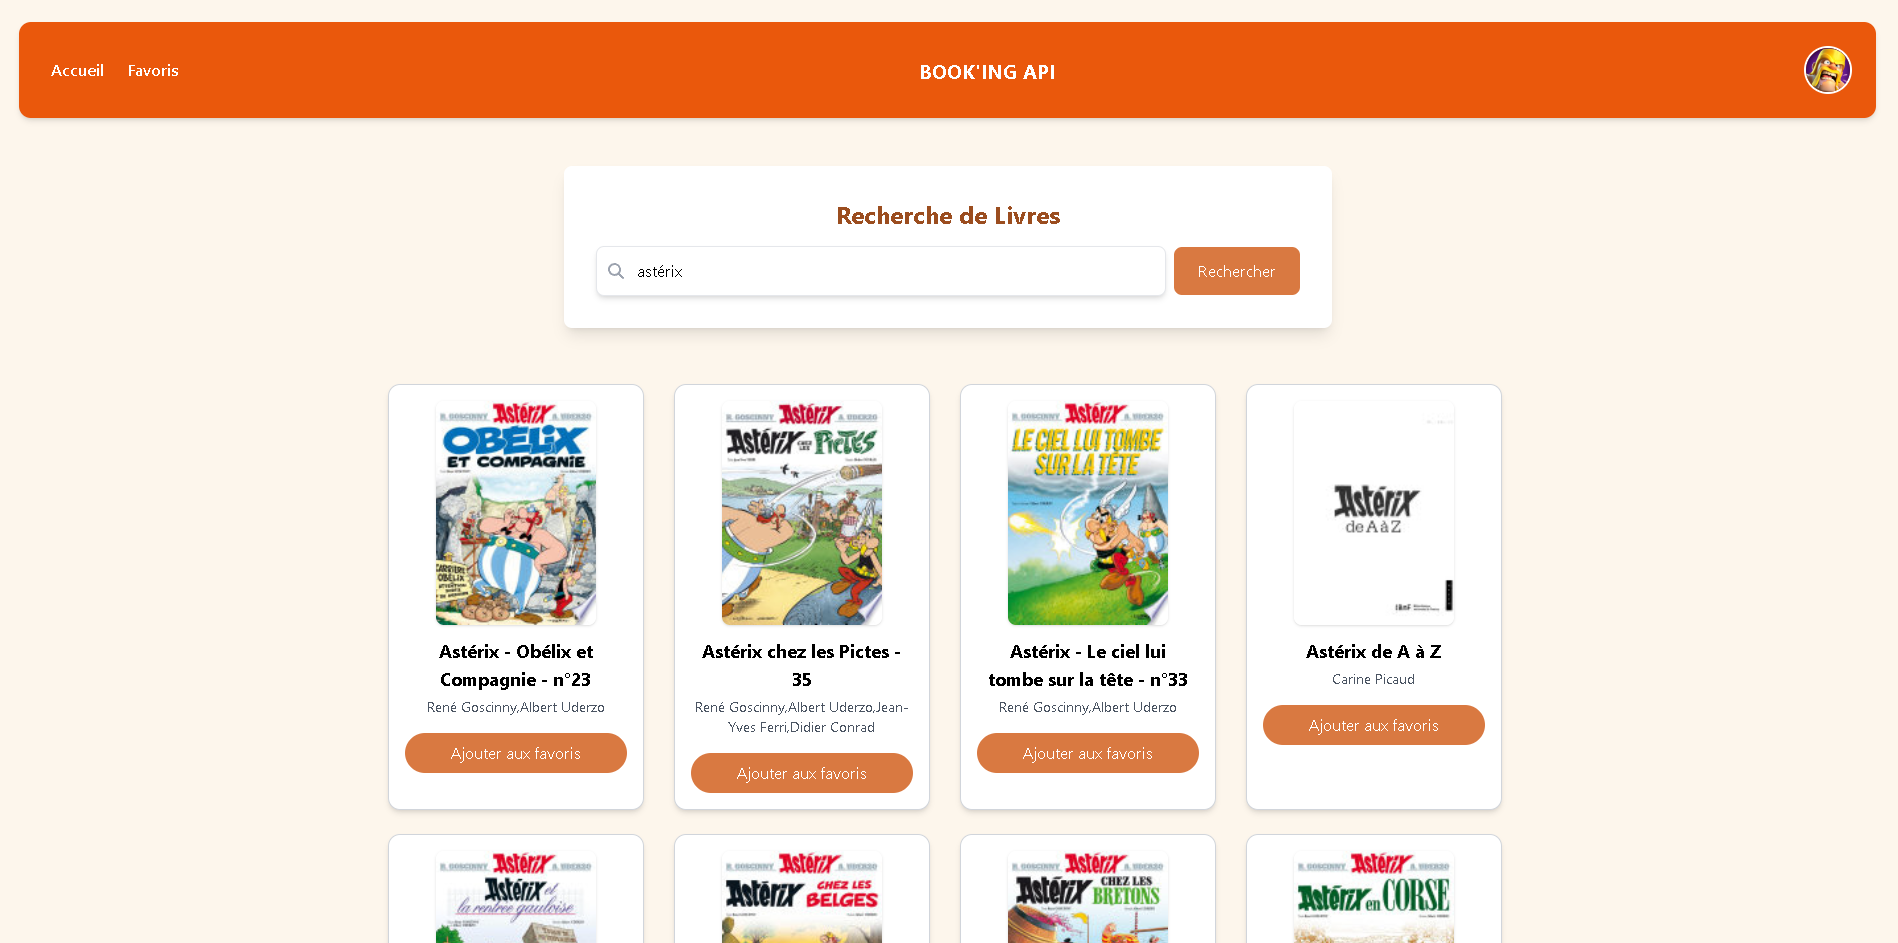 Accueil Favoris
BOOK'ING API
Recherche de Livres
astérix
Rechercher
R. GOSCINNY Astérix A. UDERZO
OBÉLIX
ET COMPAGNIE
CARRIÈRE
OBÉLIX
Astérix - Obélix et
Compagnie - n°23
René Goscinny,Albert Uderzo
Ajouter aux favoris
R. GOSCINNY Astérix A. UDERZO
Astérix CHEZ LES Pictes
Astérix chez les Pictes -
35
René Goscinny,Albert Uderzo,Jean-
Yves Ferri,Didier Conrad
Ajouter aux favoris
R. GOSCINNY Astérix A. UDERZO
LE CIEL LUI TOMBE
SUR LA TÊTE
Astérix - Le ciel lui
tombe sur la tête - n°33
René Goscinny,Albert Uderzo
Ajouter aux favoris
Astérix
de A à Z
Astérix de A à Z
Carine Picaud
Ajouter aux favoris
R. GOSCINNY Astérix A. UDERZO
Astérix et
la rentrée gauloise
R. GOSCINNY Astérix A. UDERZO
Astérix CHEZ LES
BELGES
R. GOSCINNY Astérix A. UDERZO
Astérix CHEZ LES
BRETONS
R. GOSCINNY Astérix A. UDERZO
Astérix EN CORSE